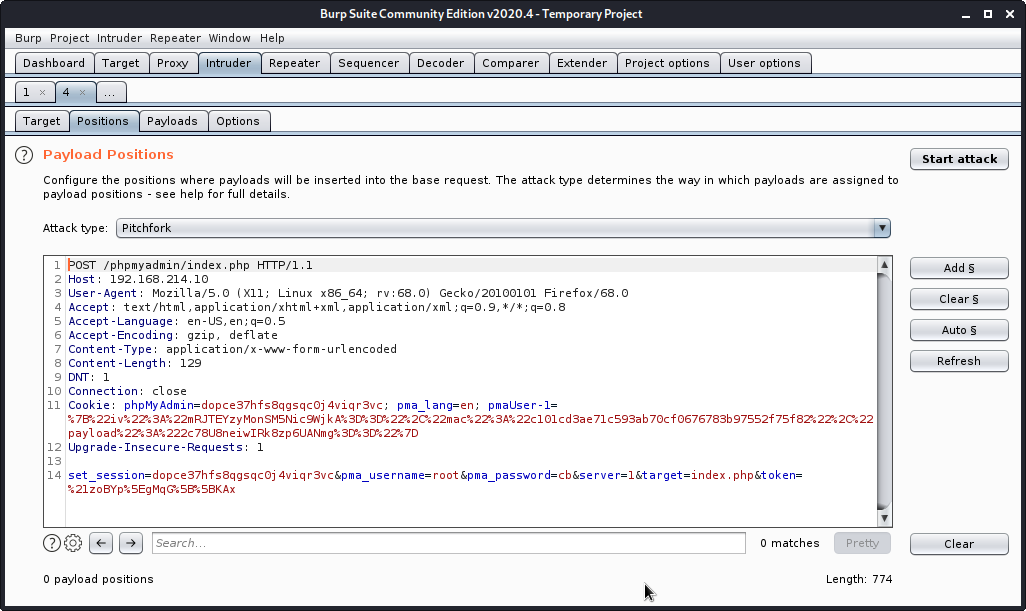 Burp Suite Community Edition v2020.4 - Temporary Project
Burp Project Intruder Repeater Window Help
Dashboard Target Proxy Intruder Repeater Sequencer Decoder Comparer Extender Project options User options
1 × 4 × ...
Target Positions Payloads Options
? Payload Positions
Start attack
Configure the positions where payloads will be inserted into the base request. The attack type determines the way in which payloads are assigned to
payload positions - see help for full details.
Attack type: Pitchfork
1 POST /phpmyadmin/index.php HTTP/1.1
2 Host: 192.168.214.10
3 User-Agent: Mozilla/5.0 (X11; Linux x86_64; rv:68.0) Gecko/20100101 Firefox/68.0
4 Accept: text/html,application/xhtml+xml,application/xml;q=0.9,*/*;q=0.8
5 Accept-Language: en-US,en;q=0.5
6 Accept-Encoding: gzip, deflate
7 Content-Type: application/x-www-form-urlencoded
8 Content-Length: 129
9 DNT: 1
10 Connection: close
11 Cookie: phpMyAdmin=dopce37hfs8qgsqc0j4viqr3vc; pma_lang=en; pmaUser-1=
%7B%22iv%22%3A%22mRJTEYzyMonSM5Nic9WjkA%3D%3D%22%2C%22mac%22%3A%22c101cd3ae71c593ab70cf0676783b97552f75f82%22%2C%22
payload%22%3A%222c78U8neiwIRk8zp6UANmg%3D%3D%22%7D
12 Upgrade-Insecure-Requests: 1
13
14 set_session=dopce37hfs8qgsqc0j4viqr3vc&pma_username=root&pma_password=cb&server=1&target=index.php&token=
%21zoBYp%5EgMqG%5B%5BKAx
Add §
Clear §
Auto §
Refresh
? ← → Search... 0 matches Pretty
Clear
0 payload positions
Length: 774